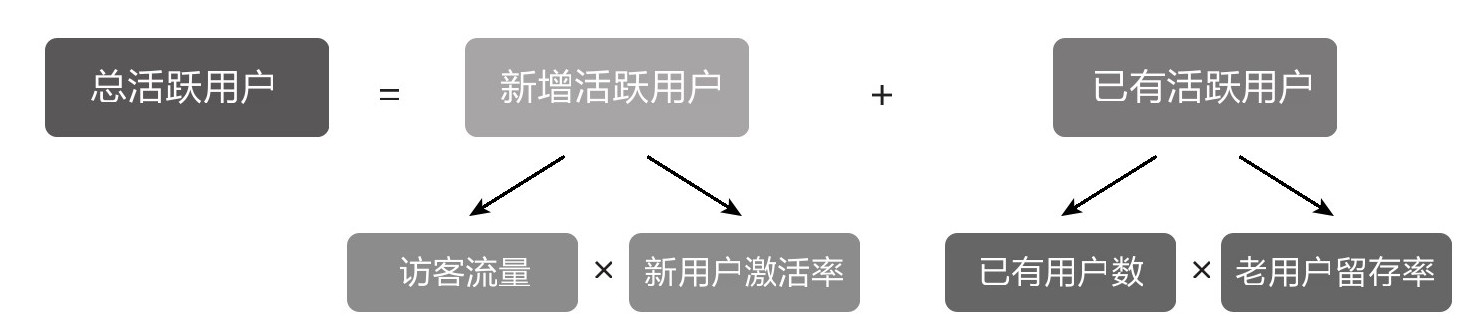 总活跃用户 = 新增活跃用户 + 已有活跃用户
访客流量 × 新用户激活率 已有用户数 × 老用户留存率